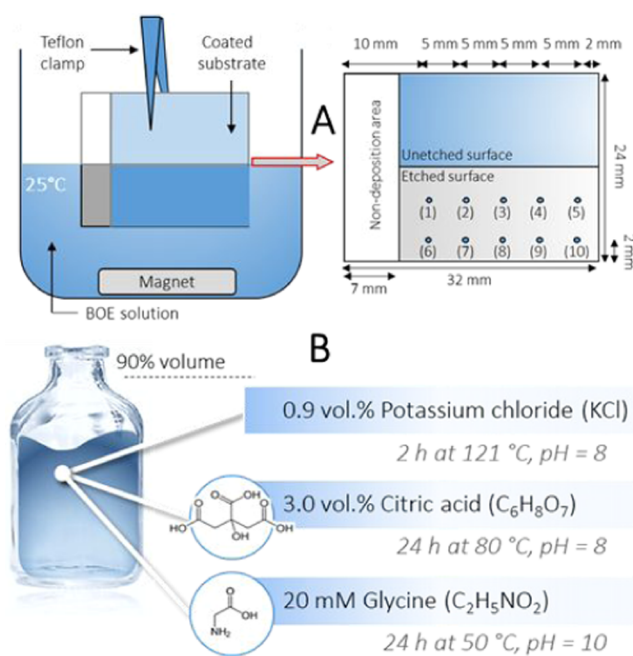 Teflon
clamp
Coated
substrate
A
25°C
Magnet
BOE solution
10 mm 5 mm 5 mm 5 mm 5 mm 2 mm
Non-deposition area
Unetched surface
Etched surface
(1) (2) (3) (4) (5)
(6) (7) (8) (9) (10)
24 mm
2 mm
32 mm
7 mm
B
90% volume
0.9 vol.% Potassium chloride (KCl)
2 h at 121 °C, pH = 8
3.0 vol.% Citric acid (C₆H₈O₇)
24 h at 80 °C, pH = 8
O OH O
HO OH OH
20 mM Glycine (C₂H₅NO₂)
24 h at 50 °C, pH = 10
O
OH
NH₂